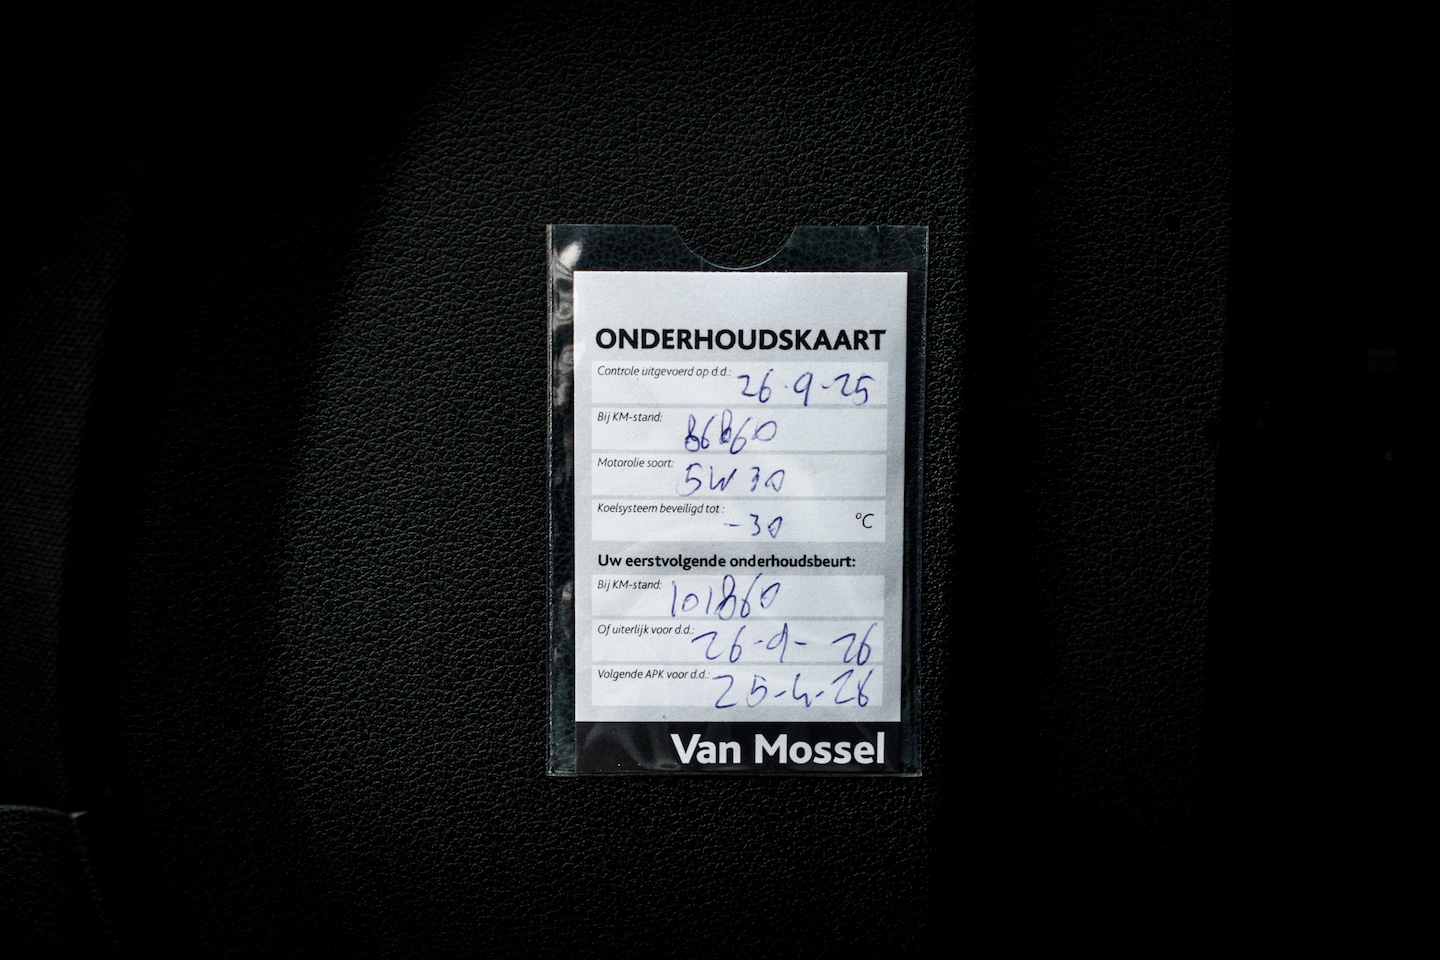 ONDERHOUDSKAART
Controle uitgevoerd op d.d.: 26-9-25
Bij KM-stand: 86860
Motorolie soort: 5W30
Koelsysteem beveiligd tot: -30 °C
Uw eerstvolgende onderhoudsbeurt:
Bij KM-stand: 101860
Of uiterlijk voor d.d.: 26-9-26
Volgende APK voor d.d.: 25-4-26
Van Mossel